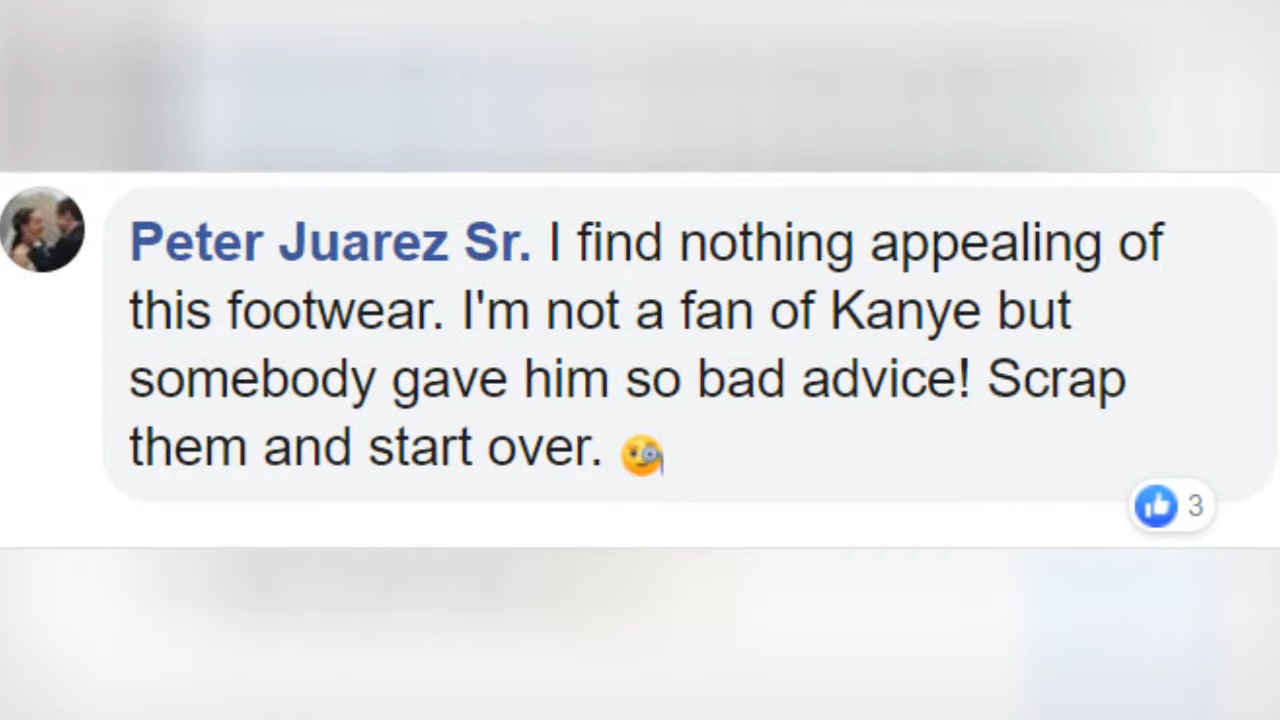 Peter Juarez Sr. I find nothing appealing of
this footwear. I'm not a fan of Kanye but
somebody gave him so bad advice! Scrap
them and start over. 🧐
3